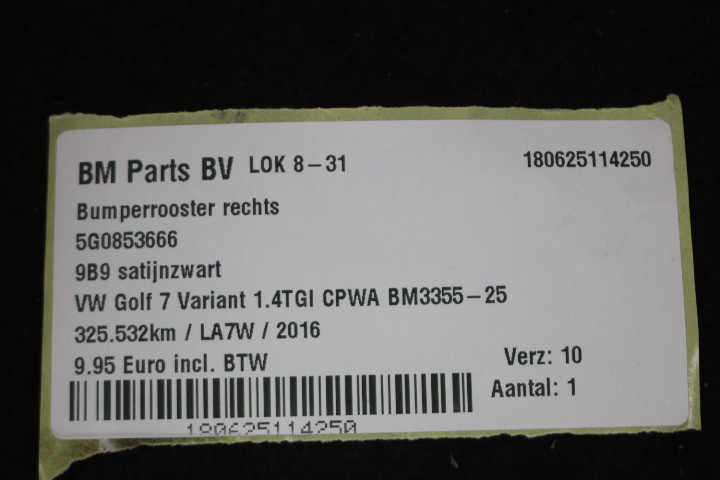 BM Parts BV LOK 8-31 180625114250
Bumperrooster rechts
5G0853666
9B9 satijnzwart
VW Golf 7 Variant 1.4TGI CPWA BM3355-25
325.532km / LA7W / 2016
9.95 Euro incl. BTW Verz: 10
Aantal: 1
180625114250